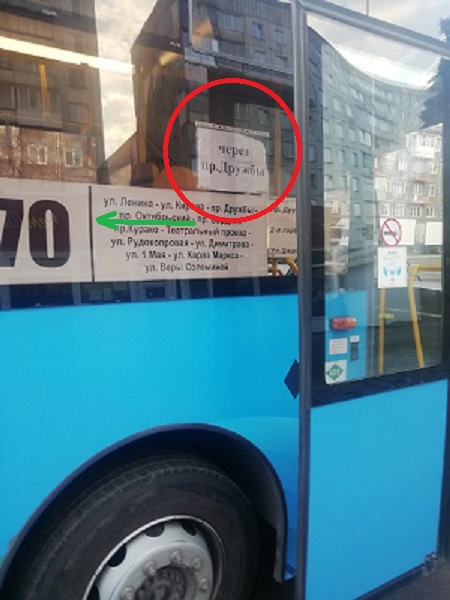 через
пр.Дружбы
70
ул. Ленина - ул. Кирова - пр. Дружбы -
пр. Октябрьский - пр.
пр.Курако - Театральный проезд -
ул. Рудокопровая - ул. Димитрова -
ул. 1 Мая - ул. Карла Маркса -
ул. Веры Соломиной